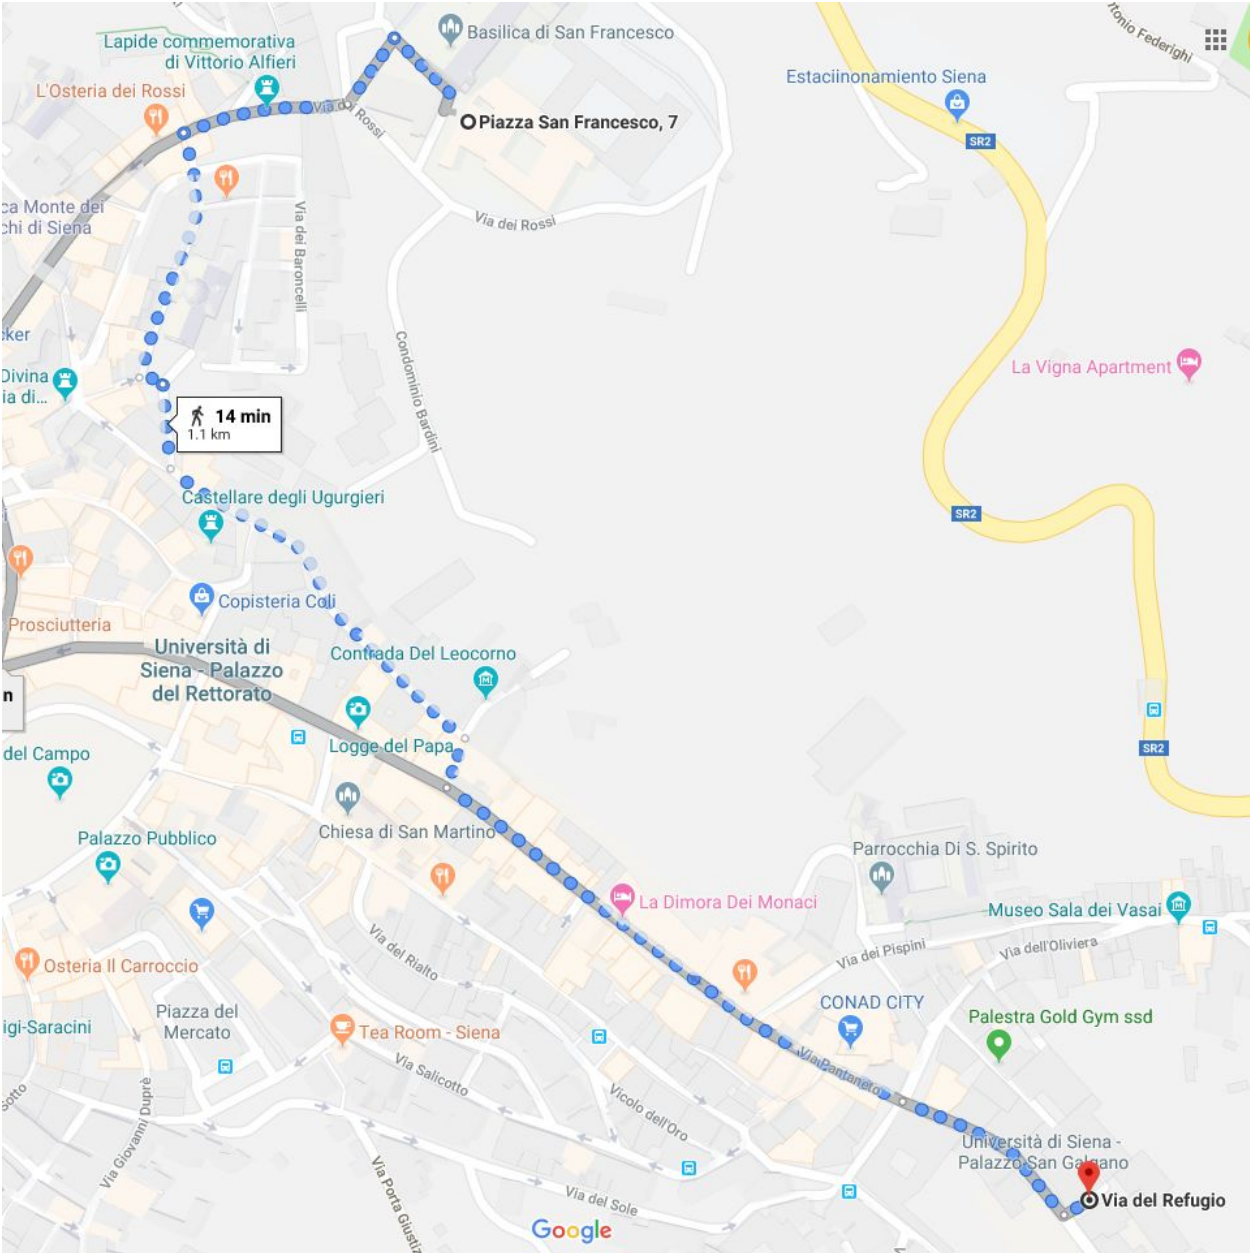 Lapide commemorativa
di Vittorio Alfieri
Basilica di San Francesco
tonio Federighi
Estaciinonamiento Siena
L'Osteria dei Rossi
Via dei Rossi
Piazza San Francesco, 7
SR2
ca Monte dei
chi di Siena
Via dei Baroncelli
Via dei Rossi
cker
Divina
ia di...
Condominio Bardini
La Vigna Apartment
14 min
1.1 km
Castellare degli Ugurgieri
SR2
Copisteria Coli
Prosciutteria
Università di
Siena - Palazzo
del Rettorato
Contrada Del Leocorno
n
del Campo
Logge del Papa
SR2
Chiesa di San Martino
Palazzo Pubblico
Parrocchia Di S. Spirito
La Dimora Dei Monaci
Museo Sala dei Vasai
Via del Rialto
Via dei Pispini
Via dell'Oliviera
Osteria Il Carroccio
Piazza del
Mercato
CONAD CITY
igi-Saracini
Tea Room - Siena
Palestra Gold Gym ssd
Via Pantaneto
Via Salicotto
Sotto
Via Giovanni Duprè
Vicolo dell'Oro
Università di Siena -
Palazzo San Galgano
Via Porta Giustiz
Via del Sole
Via del Refugio
Google